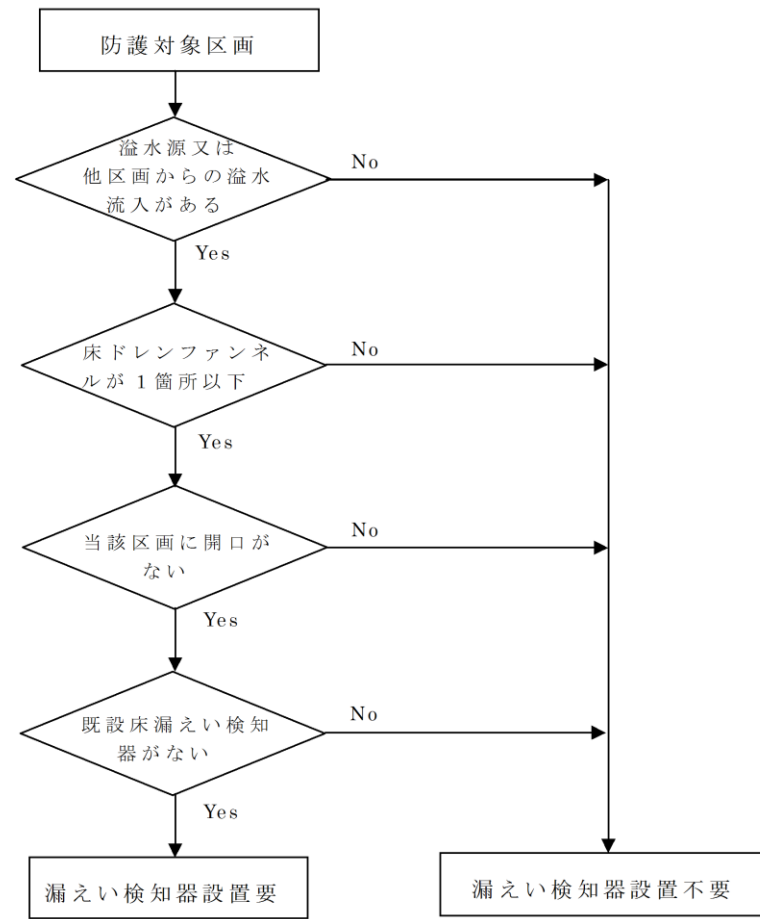 防護対象区画
溢水源又は
他区画からの溢水
流入がある
No
Yes
床ドレンファンネ
ルが1箇所以下
No
Yes
当該区画に開口が
ない
No
Yes
既設床漏えい検知
器がない
No
Yes
漏えい検知器設置要
漏えい検知器設置不要